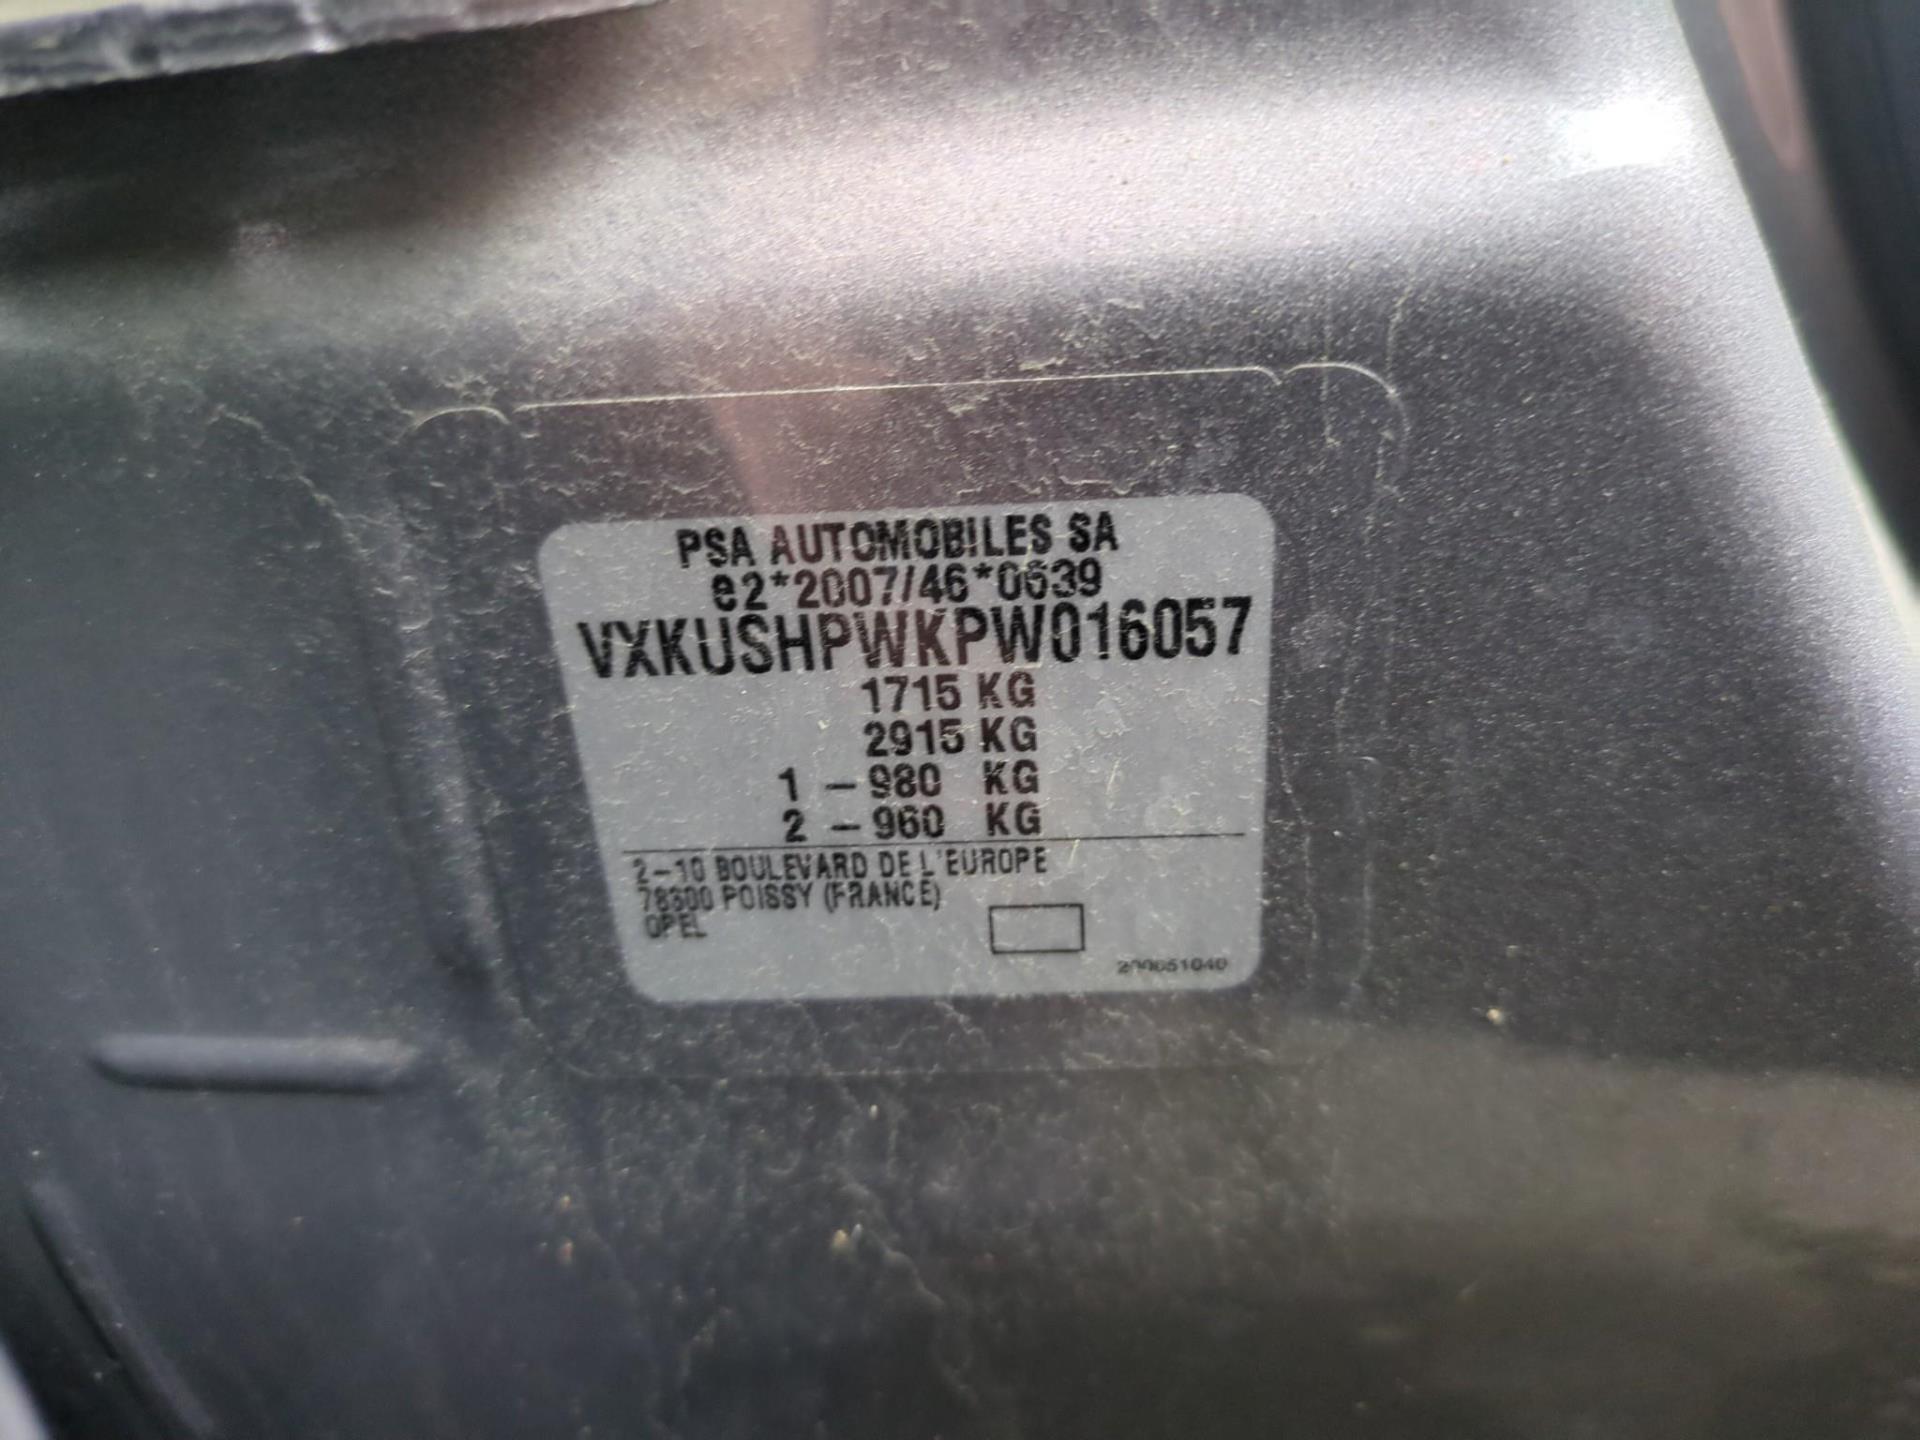 PSA AUTOMOBILES SA
e2*2007/46*0639
VXKUSHPWKPW016057
1715 KG
2915 KG
1 - 980 KG
2 - 960 KG
2-10 BOULEVARD DE L'EUROPE
78300 POISSY (FRANCE)
OPEL